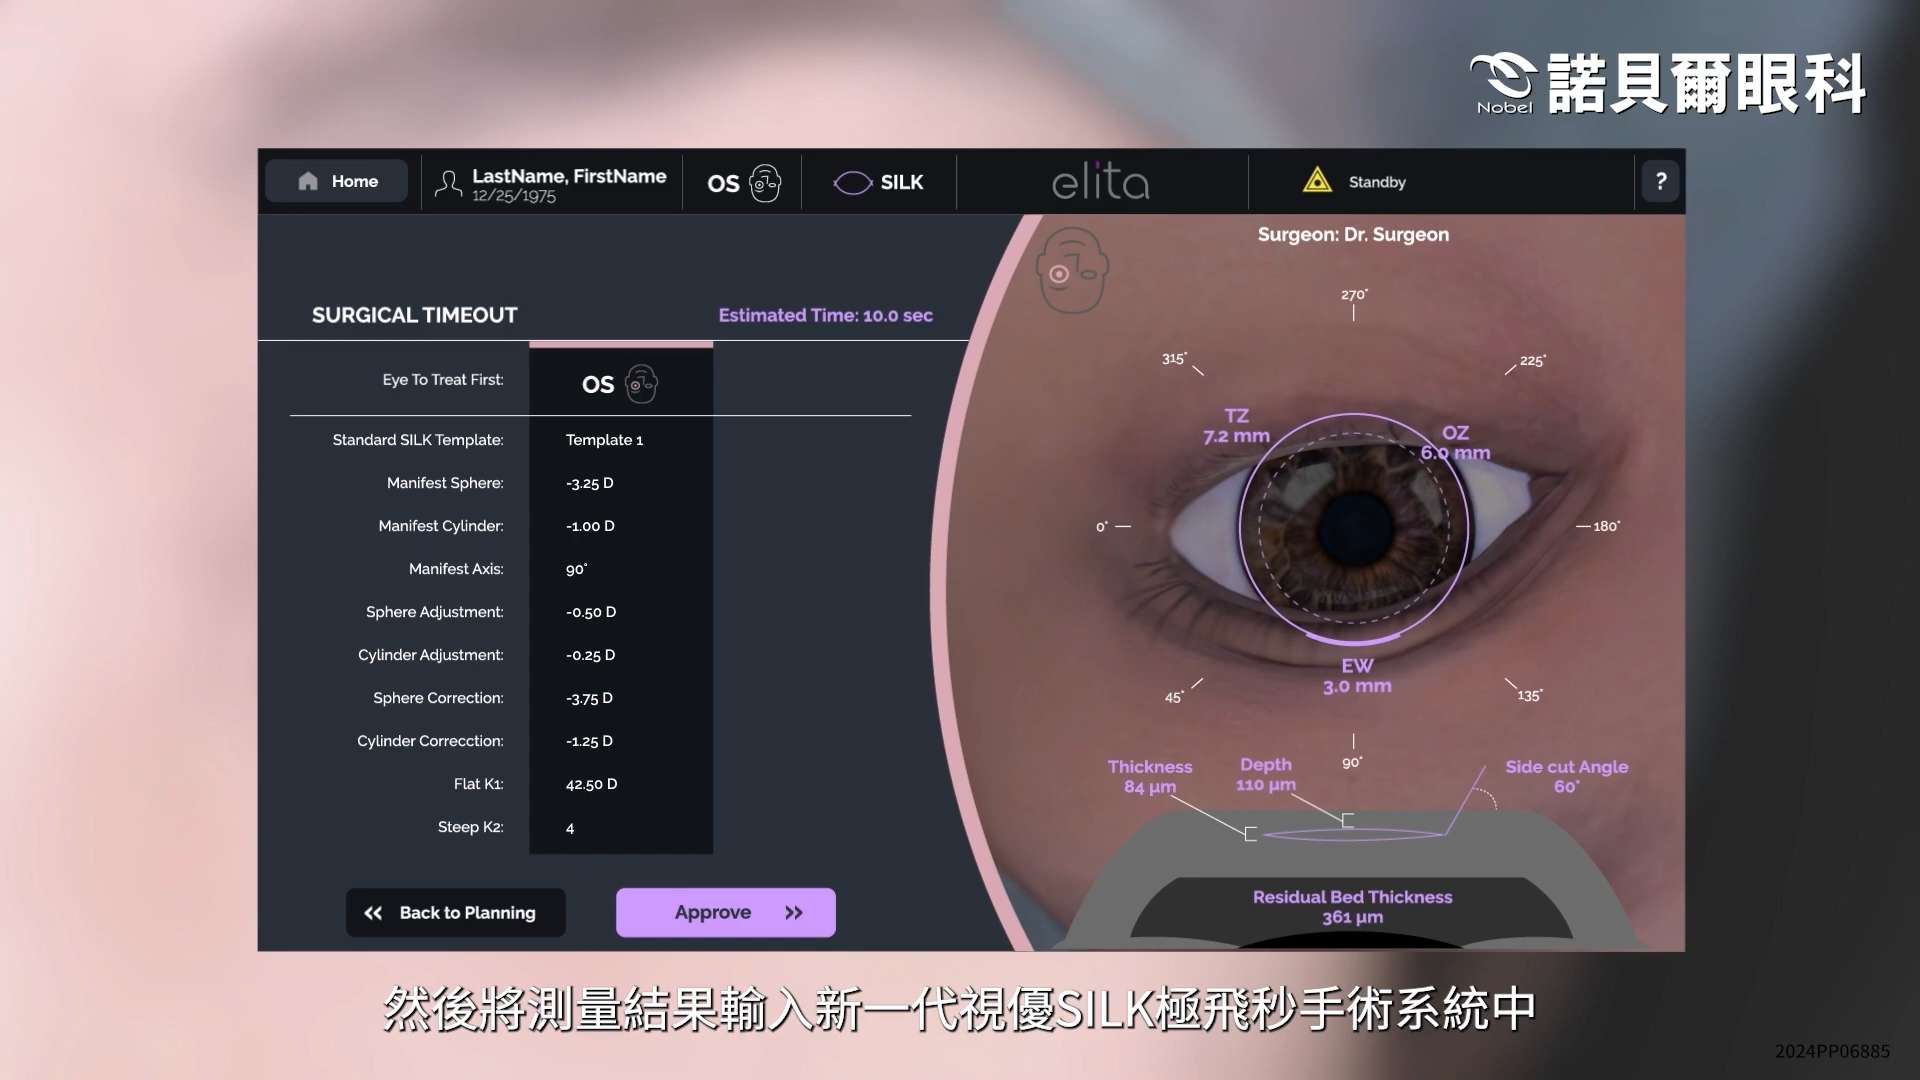 Nobel 諾貝爾眼科
Home
LastName, FirstName
12/25/1975
OS
SILK
elita
Standby
?
SURGICAL TIMEOUT
Estimated Time: 10.0 sec
Eye To Treat First: OS
Standard SILK Template: Template 1
Manifest Sphere: -3.25 D
Manifest Cylinder: -1.00 D
Manifest Axis: 90°
Sphere Adjustment: -0.50 D
Cylinder Adjustment: -0.25 D
Sphere Correction: -3.75 D
Cylinder Correcction: -1.25 D
Flat K1: 42.50 D
Steep K2: 4
Back to Planning
Approve
Surgeon: Dr. Surgeon
270°
315°
225°
TZ
7.2 mm
OZ
6.0 mm
0°
180°
EW
3.0 mm
45°
135°
90°
Thickness
84 µm
Depth
110 µm
Side cut Angle
60°
Residual Bed Thickness
361 µm
然後將測量結果輸入新一代視優SILK極飛秒手術系統中
2024PP06885